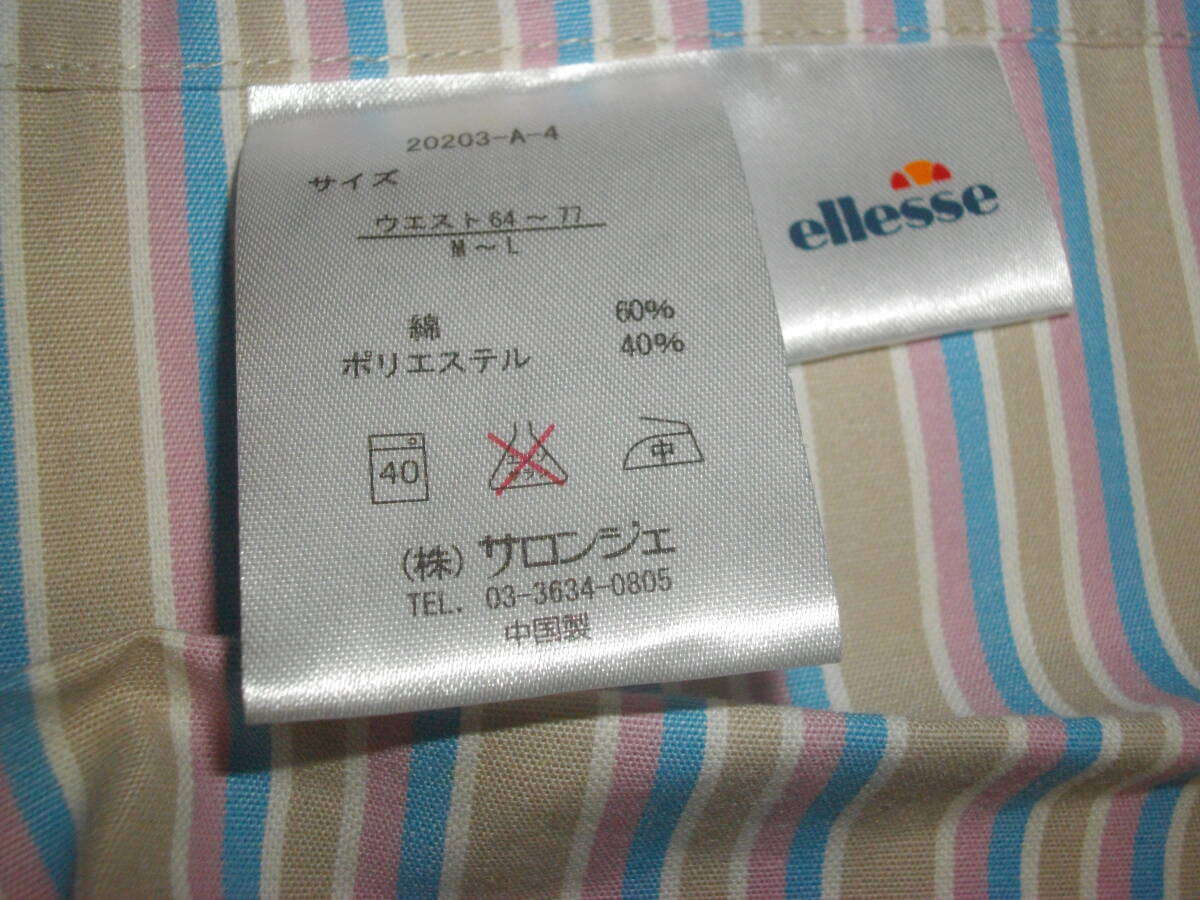 20203-A-4
サイズ
ウエスト64〜77
M〜L
綿 60%
ポリエステル 40%
40
中
(株)サロンジェ
TEL. 03-3634-0805
中国製
ellesse